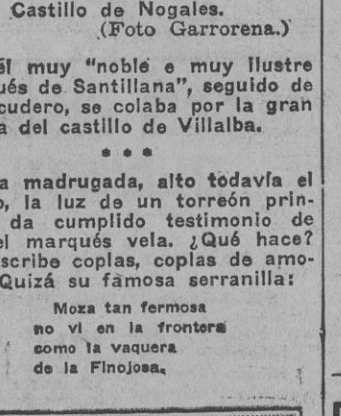 Castillo de Nogales.
(Foto Garrorena.)
él muy "noble e muy ilustre
ués de Santillana", seguido de
cudero, se colaba por la gran
a del castillo de Villalba.
* * *
a madrugada, alto todavía el
o, la luz de un torreón prin-
da cumplido testimonio de
el marqués vela. ¿Qué hace?
scribe coplas, coplas de amo-
Quizá su famosa serranilla:
Moza tan fermosa
no vi en la frontera
como la vaquera
de la Finojosa.